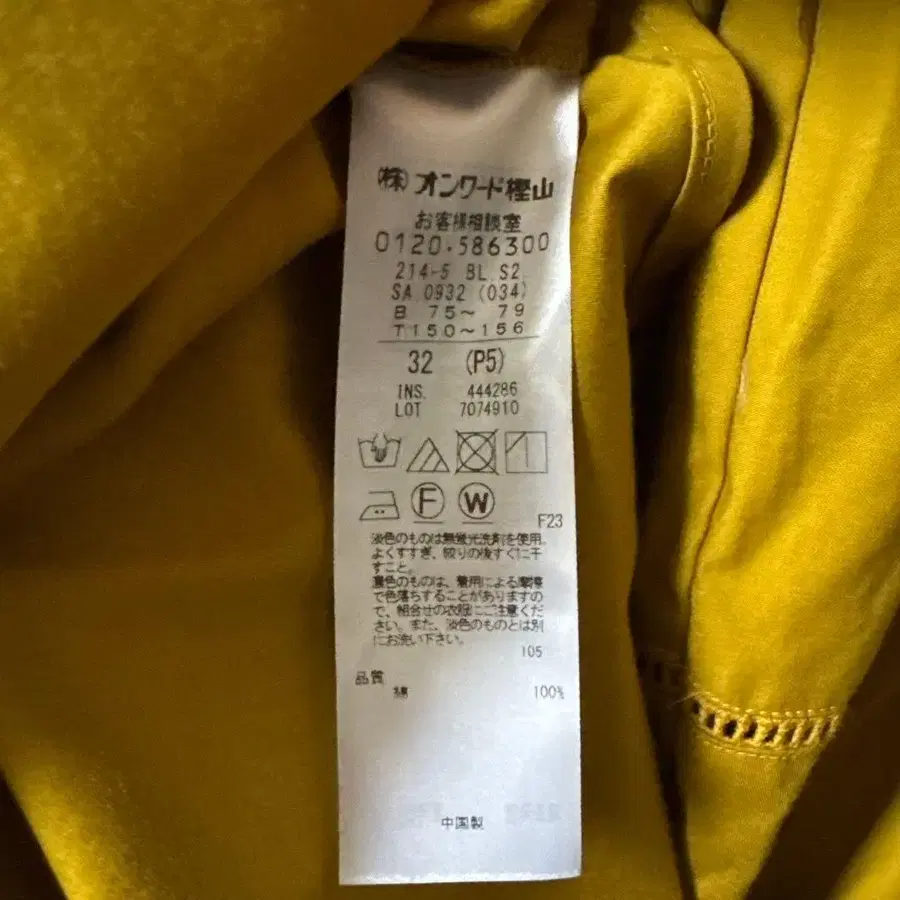 (株)オンワード樫山
お客様相談室
0120-586300
214-5 BL.S2.
SA.0932 (034)
B 75～ 79
T150～156
32 (P5)
INS. 444286
LOT 7074910
F
W
F23
淡色のものは無蛍光洗剤を使用、
よくすすぎ、絞りの後すぐに干
すこと。
濃色のものは、着用による摩擦
で色落ちすることがありますの
で、組合せの衣服にご注意くだ
さい。また、淡色のものとは別
にお洗い下さい。
105
品質
綿 100%
中国製